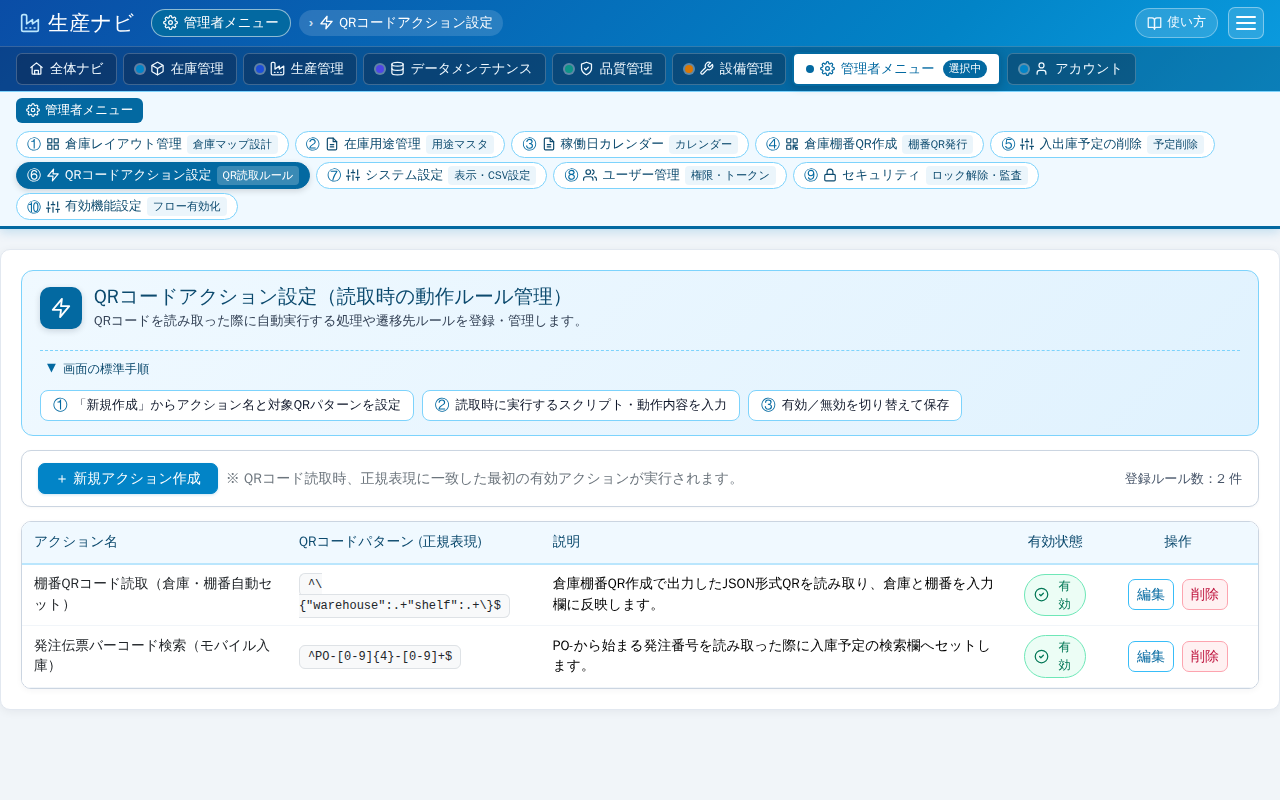 生産ナビ 管理者メニュー › QRコードアクション設定 使い方
全体ナビ 在庫管理 生産管理 データメンテナンス 品質管理 設備管理 管理者メニュー 選択中 アカウント
管理者メニュー
① 倉庫レイアウト管理 倉庫マップ設計 ② 在庫用途管理 用途マスタ ③ 稼働日カレンダー カレンダー ④ 倉庫棚番QR作成 棚番QR発行 ⑤ 入出庫予定の削除 予定削除
⑥ QRコードアクション設定 QR読取ルール ⑦ システム設定 表示・CSV設定 ⑧ ユーザー管理 権限・トークン ⑨ セキュリティ ロック解除・監査
⑩ 有効機能設定 フロー有効化
QRコードアクション設定（読取時の動作ルール管理）
QRコードを読み取った際に自動実行する処理や遷移先ルールを登録・管理します。
▼ 画面の標準手順
① 「新規作成」からアクション名と対象QRパターンを設定 ② 読取時に実行するスクリプト・動作内容を入力 ③ 有効／無効を切り替えて保存
＋ 新規アクション作成 ※ QRコード読取時、正規表現に一致した最初の有効アクションが実行されます。 登録ルール数：2 件
アクション名 QRコードパターン (正規表現) 説明 有効状態 操作
棚番QRコード読取（倉庫・棚番自動セ
ット）
^\
{"warehouse":.+"shelf":.+\}$
倉庫棚番QR作成で出力したJSON形式QRを読み取り、倉庫と棚番を入力
欄に反映します。
有
効
編集 削除
発注伝票バーコード検索（モバイル入
庫）
^PO-[0-9]{4}-[0-9]+$
PO-から始まる発注番号を読み取った際に入庫予定の検索欄へセットし
ます。
有
効
編集 削除